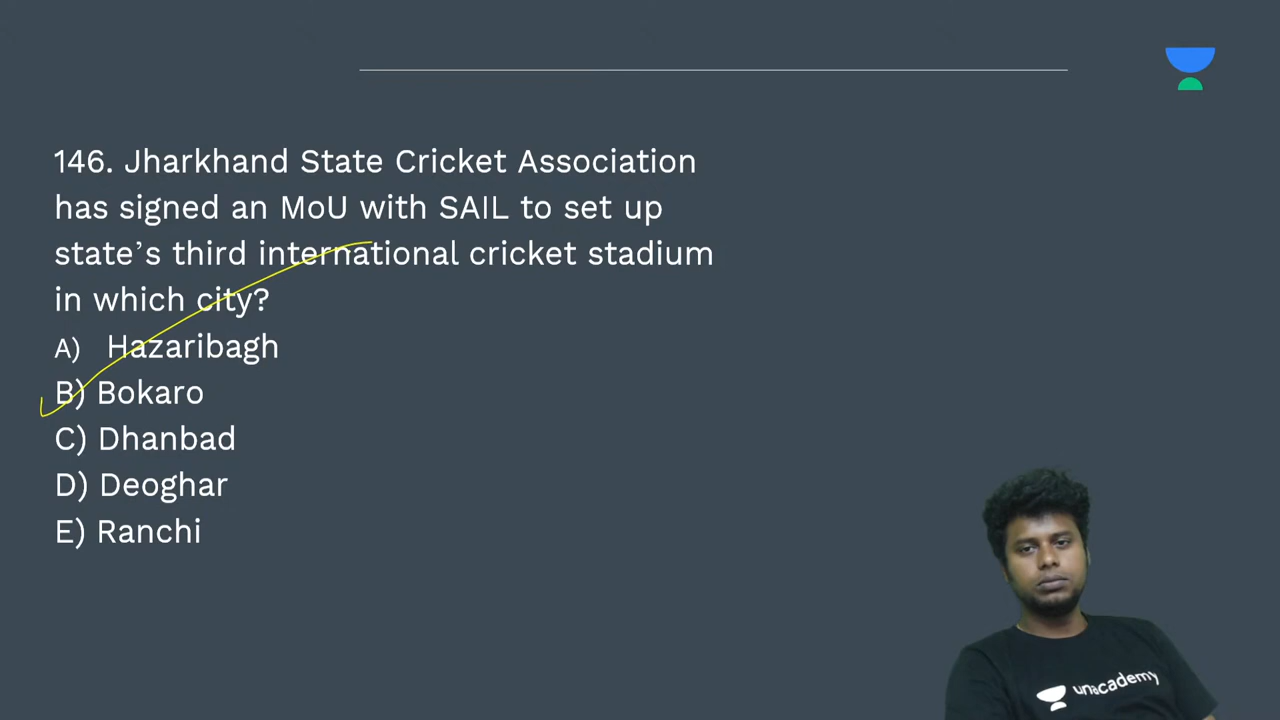 146. Jharkhand State Cricket Association
has signed an MoU with SAIL to set up
state’s third international cricket stadium
in which city?
A) Hazaribagh
B) Bokaro
C) Dhanbad
D) Deoghar
E) Ranchi
unacademy